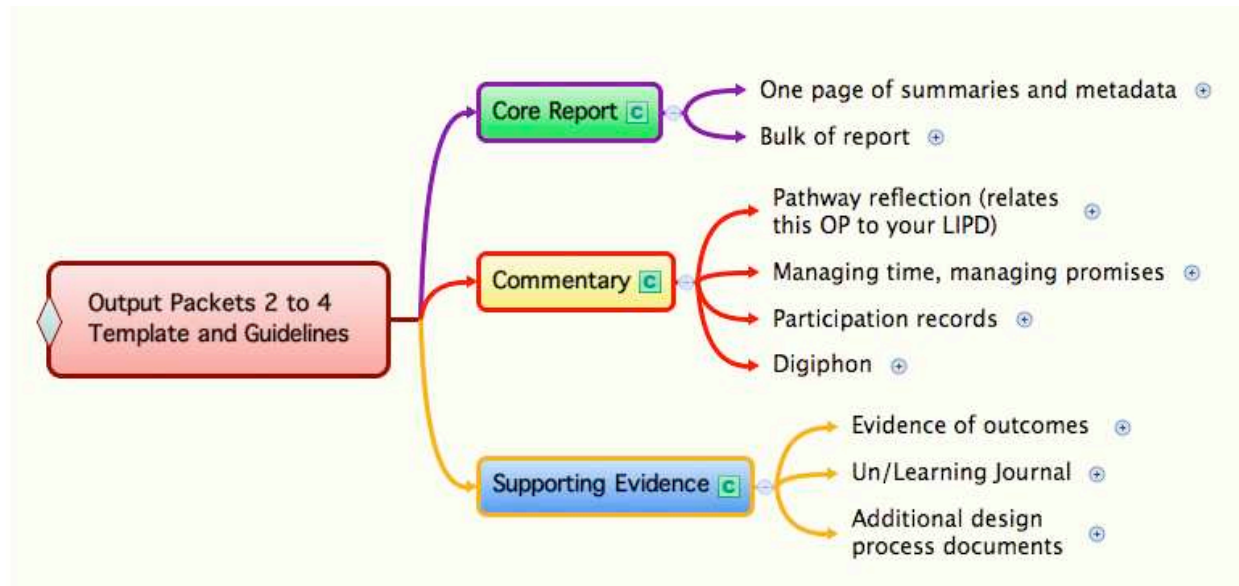 Output Packets 2 to 4
Template and Guidelines
Core Report C
One page of summaries and metadata
Bulk of report
Commentary C
Pathway reflection (relates
this OP to your LIPD)
Managing time, managing promises
Participation records
Digiphon
Supporting Evidence C
Evidence of outcomes
Un/Learning Journal
Additional design
process documents